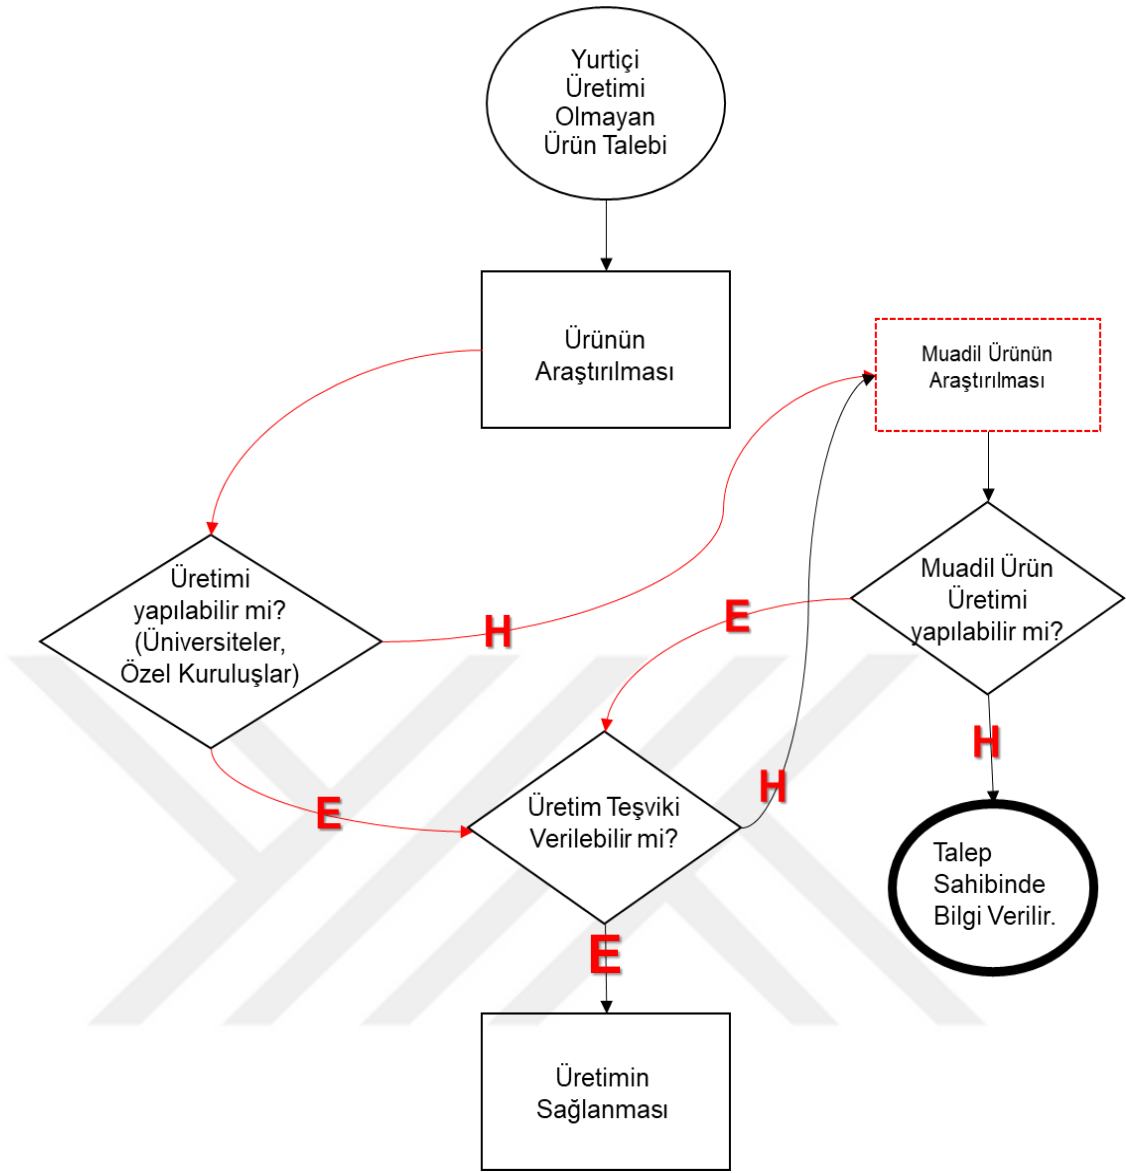 Yurtiçi
Üretimi
Olmayan
Ürün Talebi
Ürünün
Araştırılması
Muadil Ürünün
Araştırılması
Üretimi
yapılabilir mi?
(Üniversiteler,
Özel Kuruluşlar)
H
E
Muadil Ürün
Üretimi
yapılabilir mi?
E
H
Üretim Teşviki
Verilebilir mi?
H
E
Talep
Sahibinde
Bilgi Verilir.
Üretimin
Sağlanması